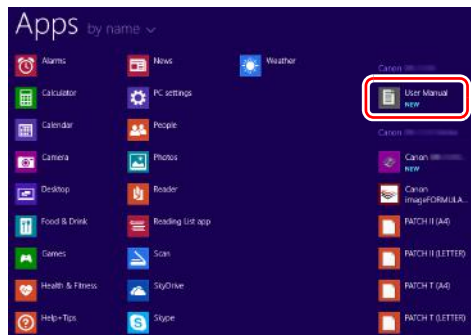 Apps by name
Alarms
Calculator
Calendar
Camera
Desktop
Food & Drink
Games
Health & Fitness
Help+Tips
News
PC settings
People
Photos
Reader
Reading List app
Scan
SkyDrive
Skype
Weather
Canon
User Manual
NEW
Canon
Canon
NEW
Canon
imageFORMULA...
PATCH II (A4)
PATCH II (LETTER)
PATCH T (A4)
PATCH T (LETTER)